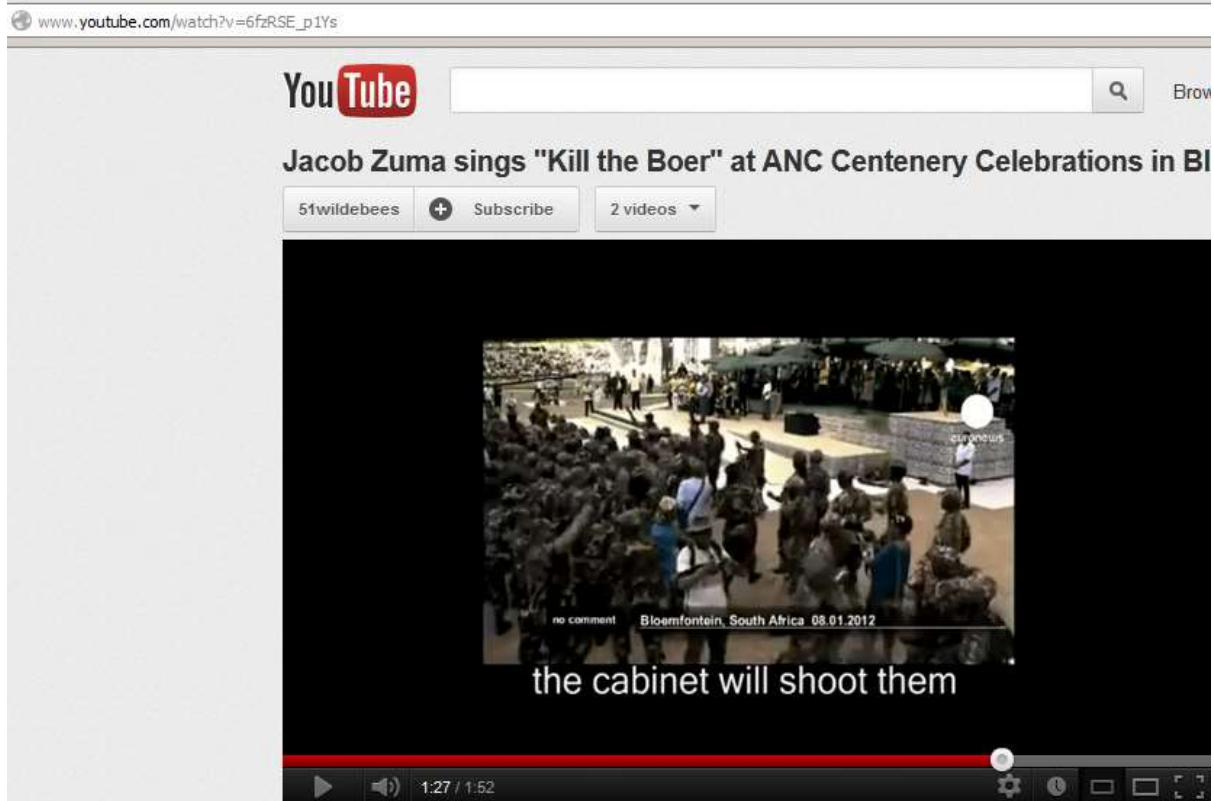 www.youtube.com/watch?v=6fzRSE_p1Ys
YouTube
Brow
Jacob Zuma sings "Kill the Boer" at ANC Centenery Celebrations in Bl
51wildebees Subscribe 2 videos
euronews
no comment Bloemfontein, South Africa 08.01.2012
the cabinet will shoot them
1:27 / 1:52